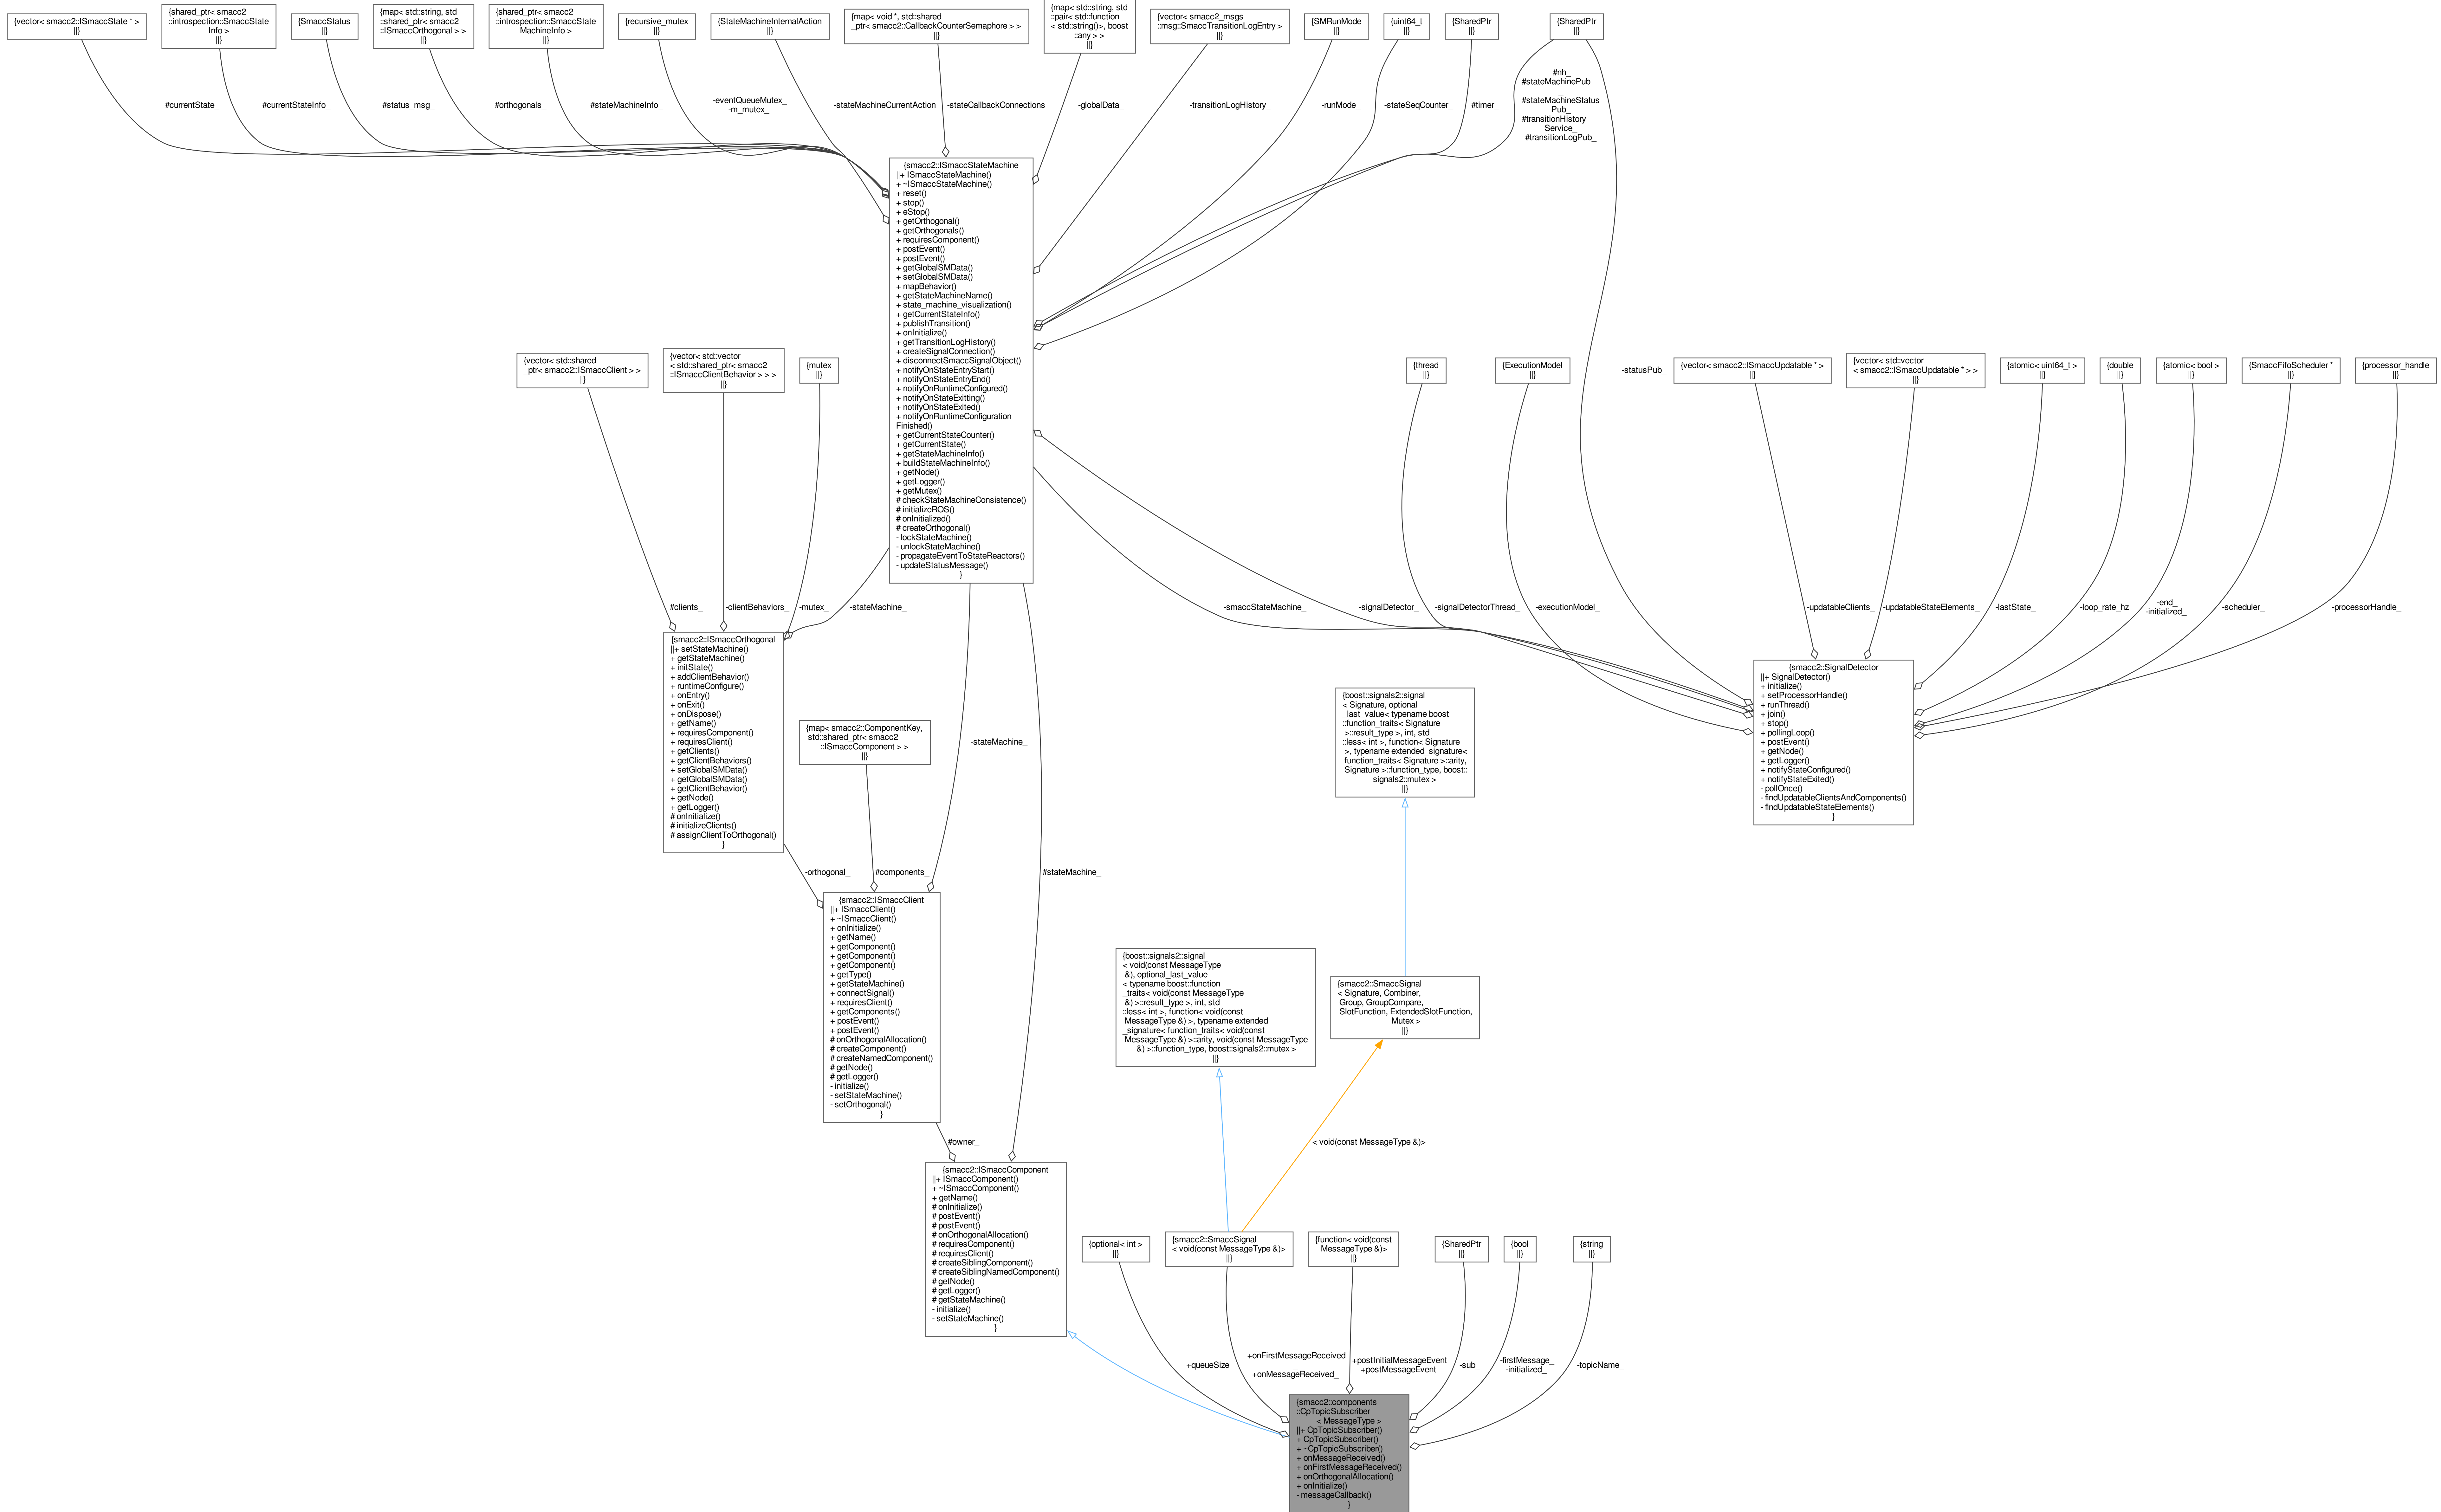 {vector< smacc2::ISmaccState * >
||}
{shared_ptr< smacc2
::introspection::SmaccState
Info >
||}
{SmaccStatus
||}
{map< std::string, std
::shared_ptr< smacc2
::ISmaccOrthogonal > >
||}
{shared_ptr< smacc2
::introspection::SmaccState
MachineInfo >
||}
{recursive_mutex
||}
{StateMachineInternalAction
||}
{map< void *, std::shared
_ptr< smacc2::CallbackCounterSemaphore > >
||}
{map< std::string, std
::pair< std::function
< std::string()>, boost
::any > >
||}
{vector< smacc2_msgs
::msg::SmaccTransitionLogEntry >
||}
{SMRunMode
||}
{uint64_t
||}
{SharedPtr
||}
{SharedPtr
||}
#currentState_
#currentStateInfo_
#status_msg_
#orthogonals_
#stateMachineInfo_
-eventQueueMutex_
-m_mutex_
-stateMachineCurrentAction
-stateCallbackConnections
-globalData_
-transitionLogHistory_
-runMode_
-stateSeqCounter_
#timer_
#nh_
#stateMachinePub
_
#stateMachineStatus
Pub_
#transitionHistory
Service_
#transitionLogPub_
{smacc2::ISmaccStateMachine
||+ ISmaccStateMachine()
+ ~ISmaccStateMachine()
+ reset()
+ stop()
+ eStop()
+ getOrthogonal()
+ getOrthogonals()
+ requiresComponent()
+ postEvent()
+ postEvent()
+ getGlobalSMData()
+ setGlobalSMData()
+ mapBehavior()
+ getStateMachineName()
+ state_machine_visualization()
+ getCurrentStateInfo()
+ publishTransition()
+ onInitialize()
+ getTransitionLogHistory()
+ createSignalConnection()
+ disconnectSmaccSignalObject()
+ notifyOnStateEntryStart()
+ notifyOnStateEntryEnd()
+ notifyOnRuntimeConfigured()
+ notifyOnStateExitting()
+ notifyOnStateExited()
+ notifyOnRuntimeConfiguration
Finished()
+ getCurrentStateCounter()
+ getCurrentState()
+ getStateMachineInfo()
+ buildStateMachineInfo()
+ getNode()
+ getLogger()
+ getMutex()
# checkStateMachineConsistence()
# initializeROS()
# onInitialized()
# createOrthogonal()
- lockStateMachine()
- unlockStateMachine()
- propagateEventToStateReactors()
- updateStatusMessage()
}
{vector< std::shared
_ptr< smacc2::ISmaccClient > >
||}
{vector< std::vector
< std::shared_ptr< smacc2
::ISmaccClientBehavior > > >
||}
{mutex
||}
{thread
||}
{ExecutionModel
||}
-statusPub_
{vector< smacc2::ISmaccUpdatable * >
||}
{vector< std::vector
< smacc2::ISmaccUpdatable * > >
||}
{atomic< uint64_t >
||}
{double
||}
{atomic< bool >
||}
{SmaccFifoScheduler *
||}
{processor_handle
||}
#clients_
-clientBehaviors_
-mutex_
-stateMachine_
-smaccStateMachine_
-signalDetector_
-signalDetectorThread_
-executionModel_
-updatableClients_
-updatableStateElements_
-lastState_
-loop_rate_hz
-end_
-initialized_
-scheduler_
-processorHandle_
{smacc2::ISmaccOrthogonal
||+ setStateMachine()
+ getStateMachine()
+ initState()
+ addClientBehavior()
+ runtimeConfigure()
+ onEntry()
+ onExit()
+ onDispose()
+ getName()
+ requiresComponent()
+ requiresClient()
+ getClients()
+ getClientBehaviors()
+ setGlobalSMData()
+ getGlobalSMData()
+ getClientBehavior()
+ getNode()
+ getLogger()
# onInitialize()
# initializeClients()
# assignClientToOrthogonal()
}
{smacc2::SignalDetector
||+ SignalDetector()
+ initialize()
+ setProcessorHandle()
+ runThread()
+ join()
+ stop()
+ pollingLoop()
+ postEvent()
+ getNode()
+ getLogger()
+ notifyStateConfigured()
+ notifyStateExited()
- pollOnce()
- findUpdatableClientsAndComponents()
- findUpdatableStateElements()
}
{map< smacc2::ComponentKey,
std::shared_ptr< smacc2
::ISmaccComponent > >
||}
-stateMachine_
{boost::signals2::signal
< Signature, optional
_last_value< typename boost
::function_traits< Signature
>::result_type >, int, std
::less< int >, function< Signature
>, typename extended_signature<
function_traits< Signature >::arity,
Signature >::function_type, boost::
signals2::mutex >
||}
-orthogonal_
#components_
#stateMachine_
{smacc2::ISmaccClient
||+ ISmaccClient()
+ ~ISmaccClient()
+ onInitialize()
+ getName()
+ getComponent()
+ getComponent()
+ getComponent()
+ getType()
+ getStateMachine()
+ connectSignal()
+ requiresClient()
+ getComponents()
+ postEvent()
+ postEvent()
# onOrthogonalAllocation()
# createComponent()
# createNamedComponent()
# getNode()
# getLogger()
- initialize()
- setStateMachine()
- setOrthogonal()
}
{boost::signals2::signal
< void(const MessageType
&), optional_last_value
< typename boost::function
_traits< void(const MessageType
&) >::result_type >, int, std
::less< int >, function< void(const
MessageType &) >, typename extended
_signature< function_traits< void(const
MessageType &) >::arity, void(const MessageType
&) >::function_type, boost::signals2::mutex >
||}
{smacc2::SmaccSignal
< Signature, Combiner,
Group, GroupCompare,
SlotFunction, ExtendedSlotFunction,
Mutex >
||}
#owner_
< void(const MessageType &)>
{smacc2::ISmaccComponent
||+ ISmaccComponent()
+ ~ISmaccComponent()
+ getName()
# onInitialize()
# postEvent()
# postEvent()
# onOrthogonalAllocation()
# requiresComponent()
# requiresClient()
# createSiblingComponent()
# createSiblingNamedComponent()
# getNode()
# getLogger()
# getStateMachine()
- initialize()
- setStateMachine()
}
{optional< int >
||}
{smacc2::SmaccSignal
< void(const MessageType &)>
||}
{function< void(const
MessageType &)>
||}
{SharedPtr
||}
{bool
||}
{string
||}
+queueSize
+onFirstMessageReceived
_
+onMessageReceived_
+postInitialMessageEvent
+postMessageEvent
-sub_
-firstMessage_
-initialized_
-topicName_
{smacc2::components
::CpTopicSubscriber
< MessageType >
||+ CpTopicSubscriber()
+ CpTopicSubscriber()
+ ~CpTopicSubscriber()
+ onMessageReceived()
+ onFirstMessageReceived()
+ onOrthogonalAllocation()
+ onInitialize()
- messageCallback()
}